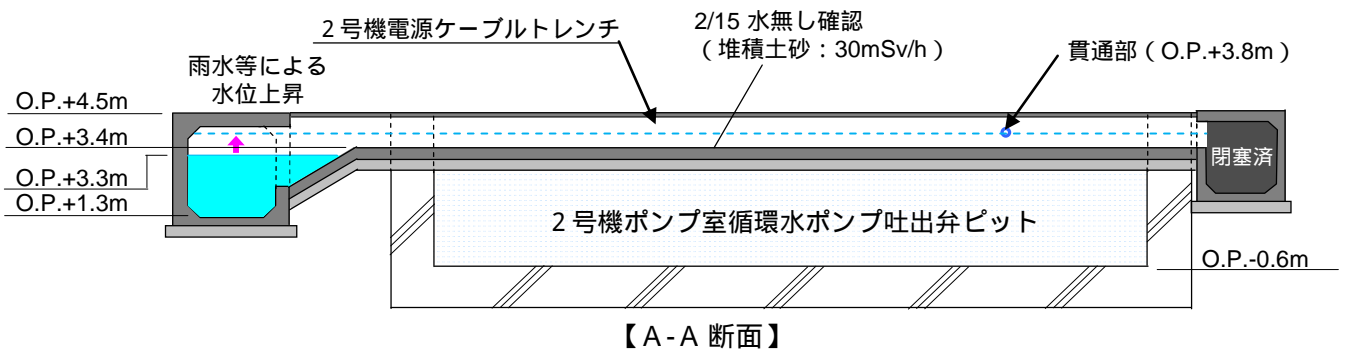 2号機電源ケーブルトレンチ
2/15 水無し確認
(堆積土砂:30mSv/h)
貫通部(O.P.+3.8m)
雨水等による
水位上昇
O.P.+4.5m
O.P.+3.4m
O.P.+3.3m
O.P.+1.3m
閉塞済
2号機ポンプ室循環水ポンプ吐出弁ピット
O.P.-0.6m
【A-A 断面】